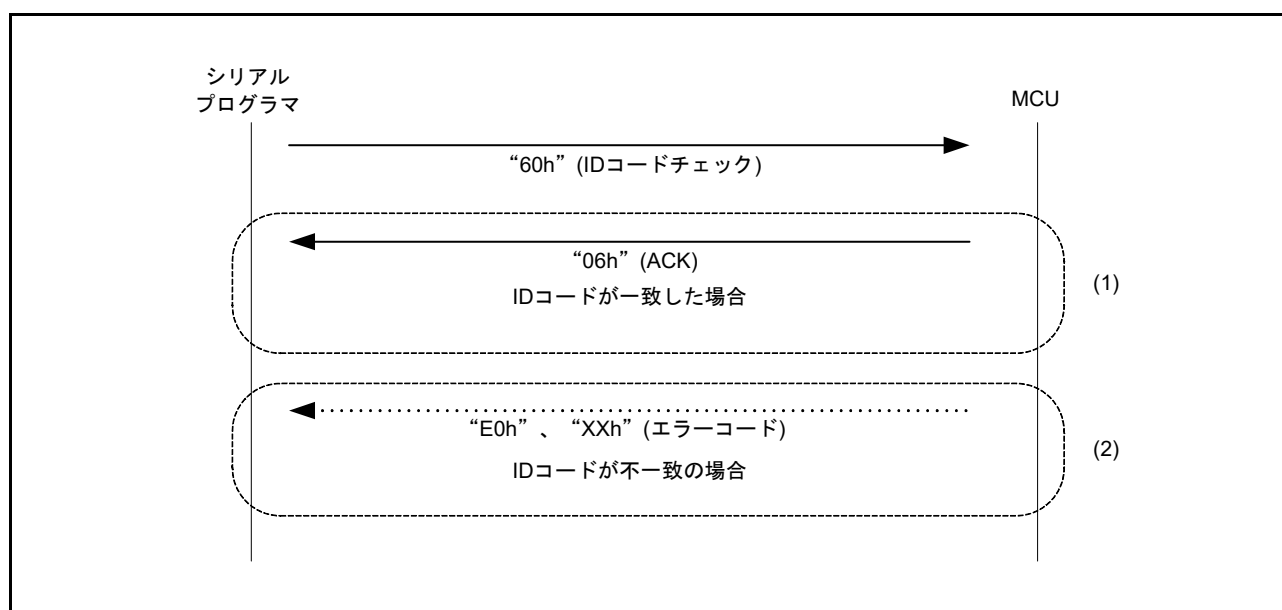 シリアル
プログラマ
MCU
“60h” (IDコードチェック)
“06h” (ACK)
IDコードが一致した場合
(1)
“E0h” 、 “XXh” (エラーコード)
IDコードが不一致の場合
(2)